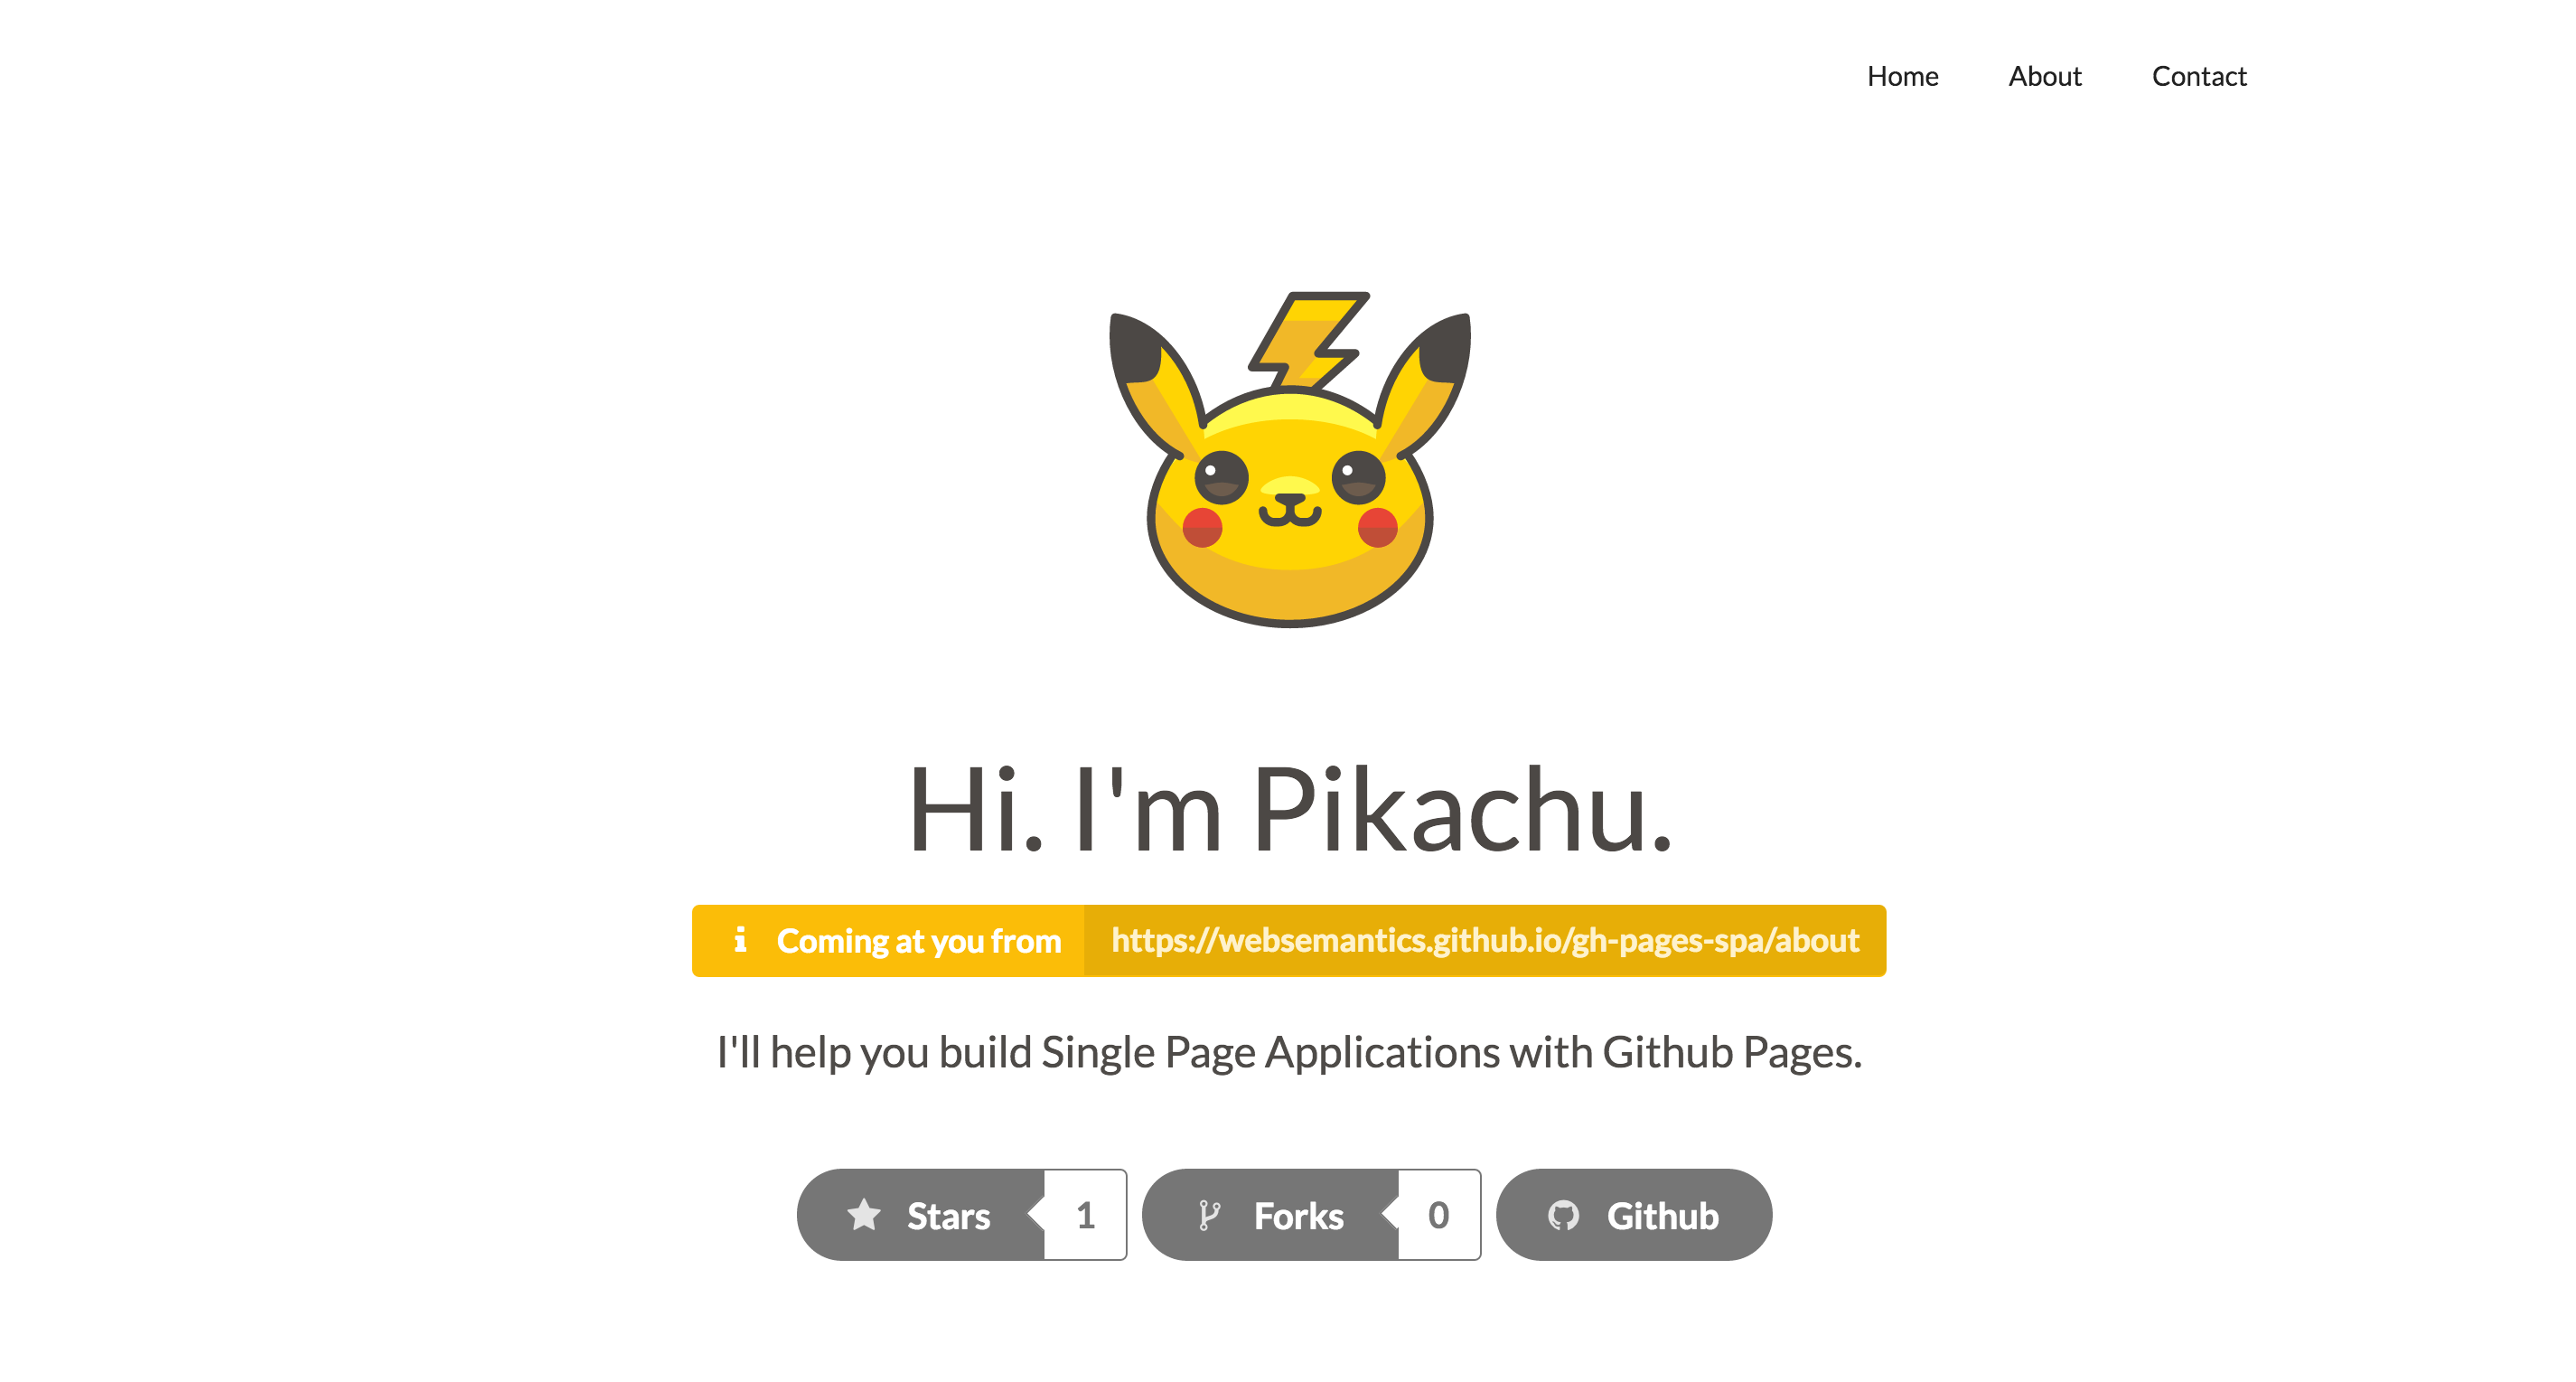 Home About Contact
Hi. I'm Pikachu.
Coming at you from https://websemantics.github.io/gh-pages-spa/about
I'll help you build Single Page Applications with Github Pages.
Stars 1 Forks 0 Github